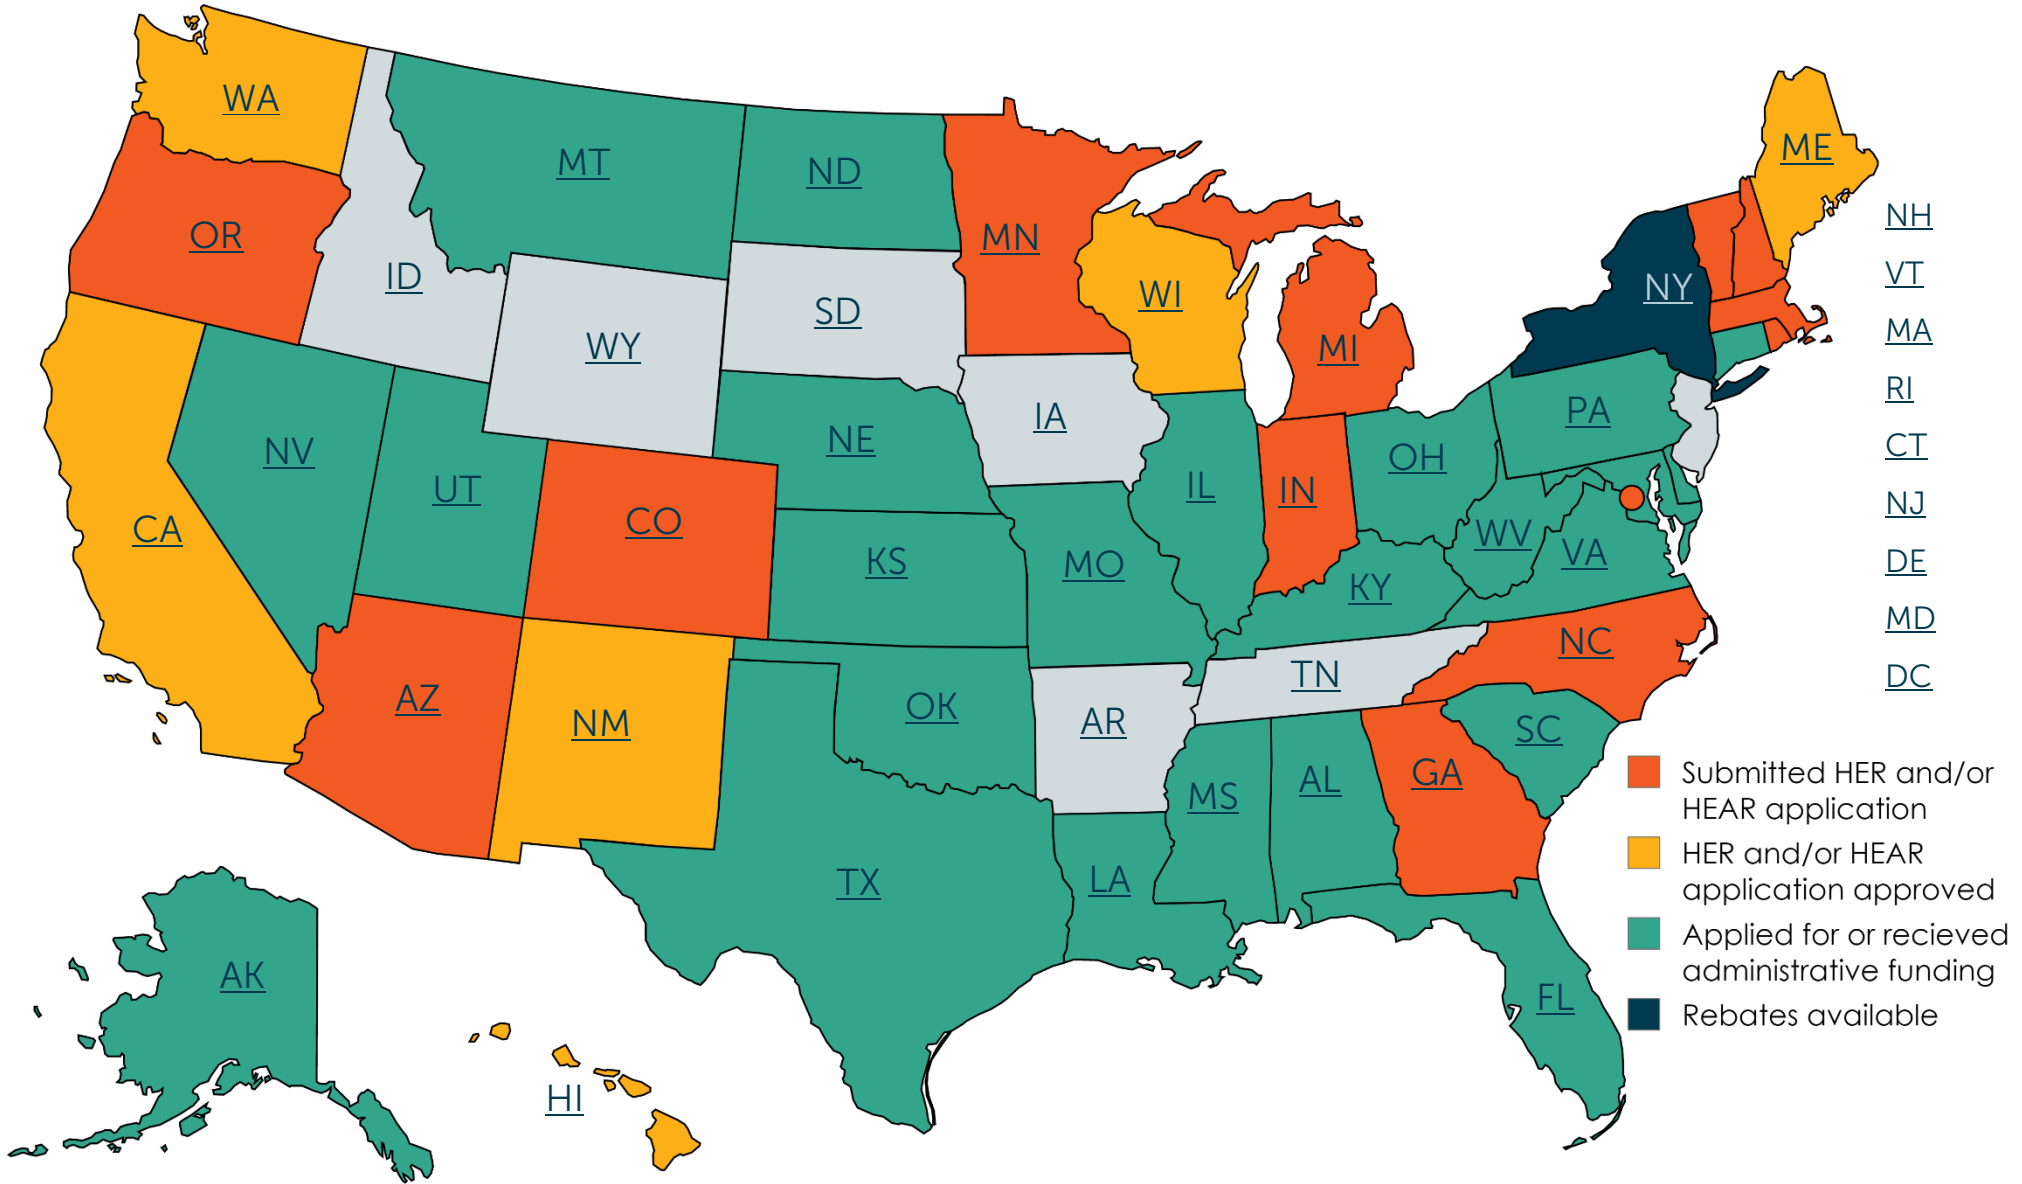 WA
MT
ND
OR
ID
MN
ME
NH
WI
VT
NY
SD
WY
MI
MA
RI
IA
PA
NV
NE
OH
CT
UT
IL
IN
NJ
CO
CA
KS
MO
WV
VA
DE
KY
MD
NC
TN
DC
AZ
NM
OK
AR
SC
MS
AL
GA
Submitted HER and/or
HEAR application
HER and/or HEAR
application approved
TX
LA
Applied for or recieved
administrative funding
AK
FL
Rebates available
HI